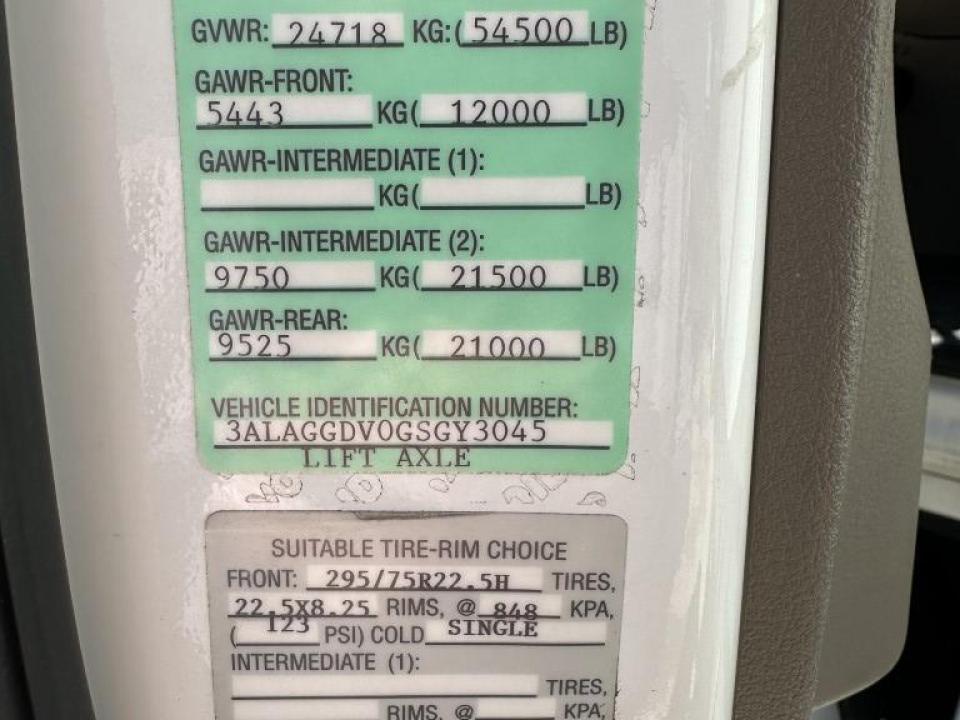 GVWR: 24718 KG: (54500 LB)
GAWR-FRONT:
5443 KG( 12000 LB)
GAWR-INTERMEDIATE (1):
KG( LB)
GAWR-INTERMEDIATE (2):
9750 KG( 21500 LB)
GAWR-REAR:
9525 KG( 21000 LB)
VEHICLE IDENTIFICATION NUMBER:
3ALAGGDV0GSGY3045
LIFT AXLE
SUITABLE TIRE-RIM CHOICE
FRONT: 295/75R22.5H TIRES,
22.5X8.25 RIMS, @ 848 KPA,
( 123 PSI) COLD SINGLE
INTERMEDIATE (1):
TIRES,
RIMS, @ KPA,